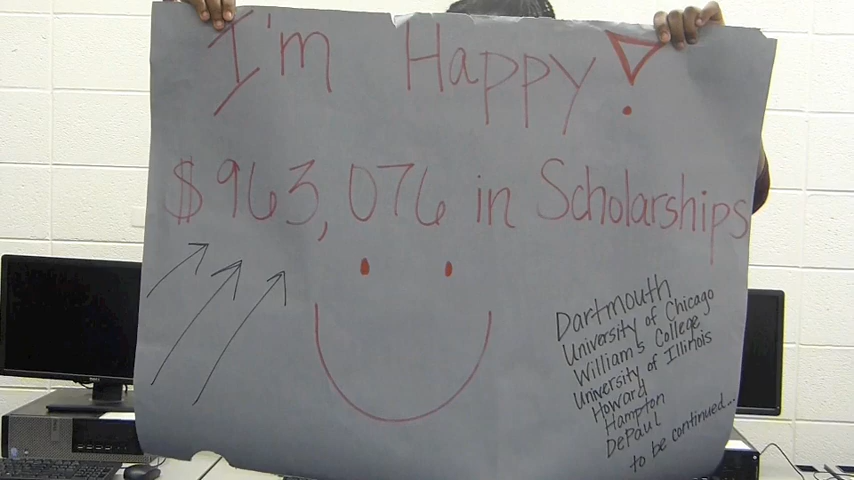 I'm Happy!
$963,076 in Scholarships
Dartmouth
University of Chicago
William's College
University of Illinois
Howard
Hampton
DePaul
to be continued...